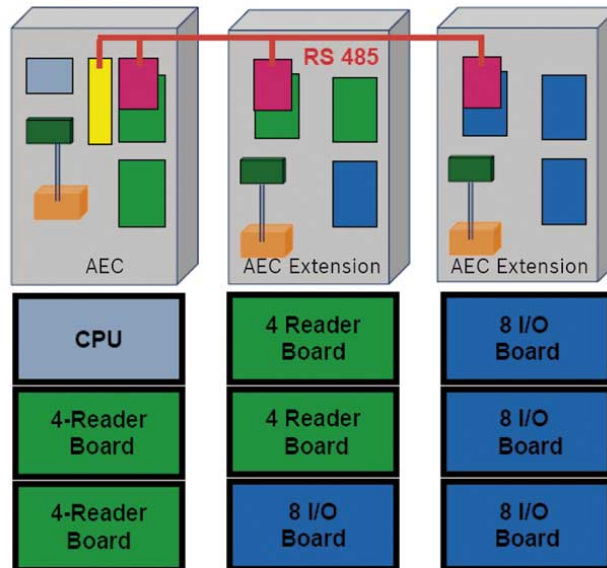 RS 485
AEC
AEC Extension
AEC Extension
CPU
4 Reader
Board
8 I/O
Board
4-Reader
Board
4 Reader
Board
8 I/O
Board
4-Reader
Board
8 I/O
Board
8 I/O
Board